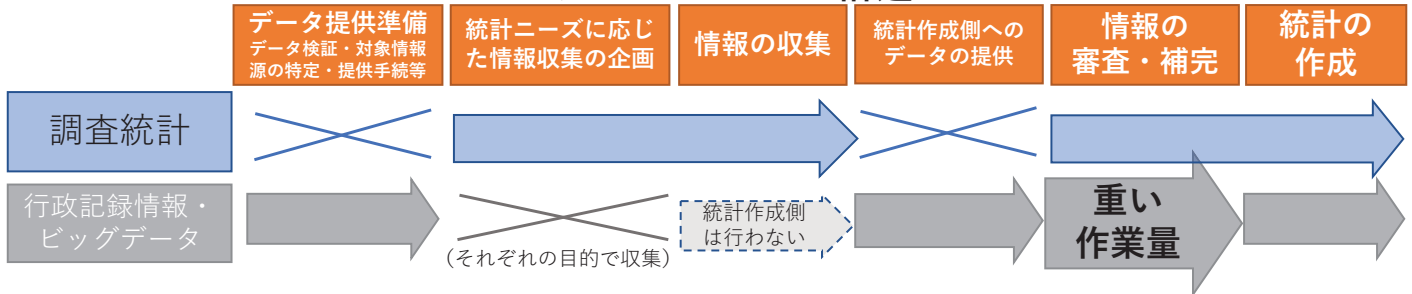 データ提供準備
データ検証・対象情報
源の特定・提供手続等
統計ニーズに応じ
た情報収集の企画
情報の収集
統計作成側への
データの提供
情報の
審査・補完
統計の
作成
調査統計
行政記録情報・
ビッグデータ
(それぞれの目的で収集)
統計作成側
は行わない
重い
作業量